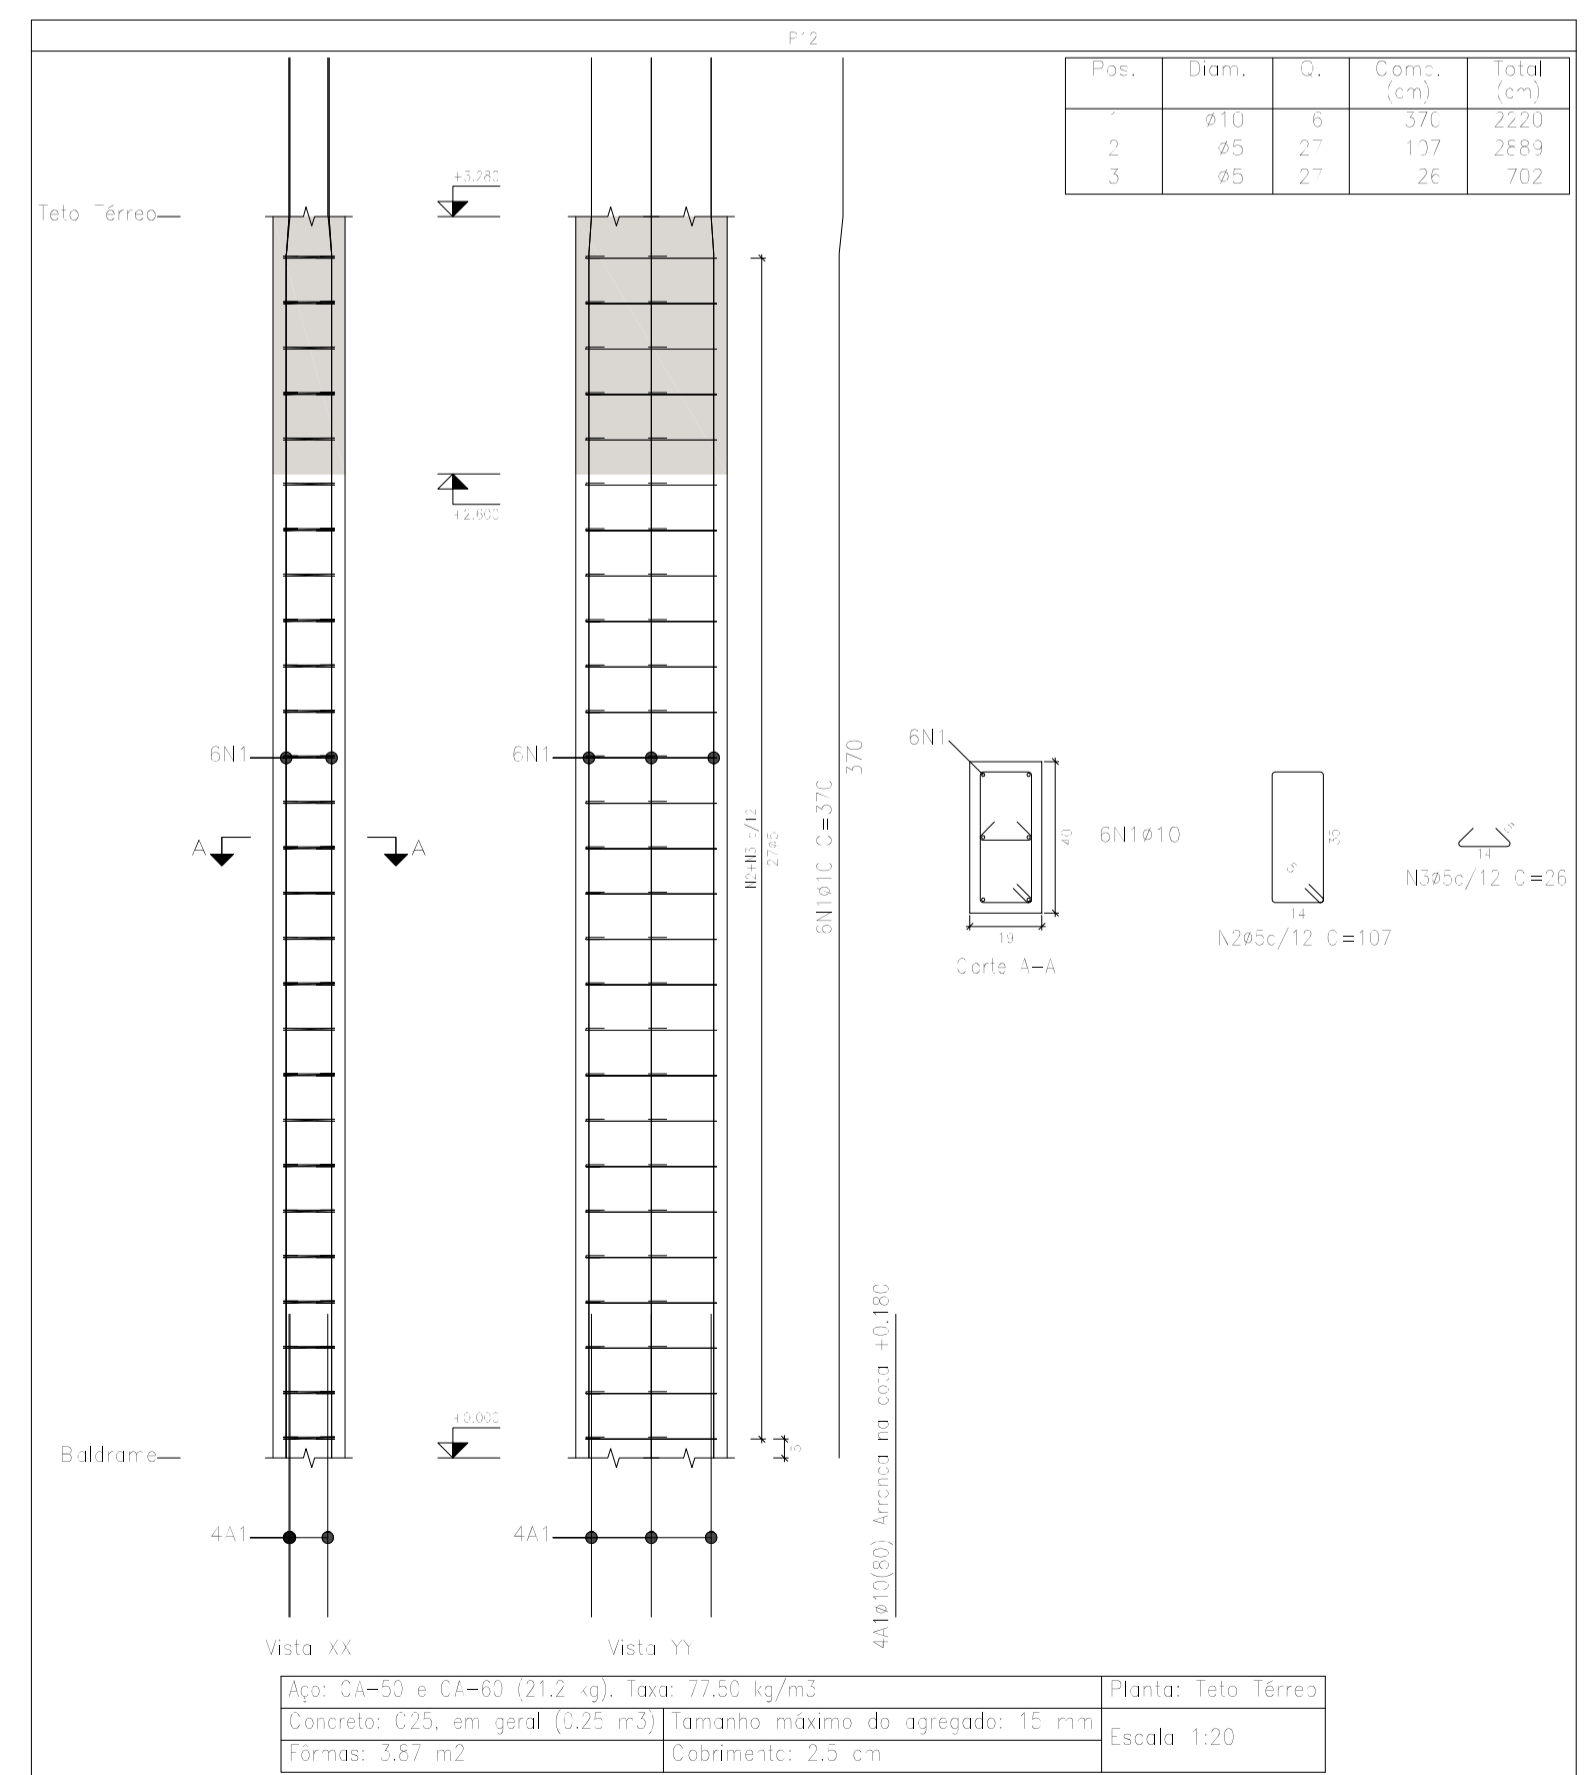 P12
Pos. Diam. Q. Comp. (cm) Total (cm)
1 ø10 6 370 2220
2 ø5 27 107 2889
3 ø5 27 26 702
+3.280
Teto Térreo
+2.600
6N1
6N1
A
A
N2+N3 c/12
27ø5
6N1ø10 C=370
370
6N1
6N1ø10
40
19
Corte A-A
35
5
14
N2ø5c/12 C=107
5
14
N3ø5c/12 C=26
+0.000
Baldrame
5
4A1
4A1
4A1ø10(80) Arranca na cota +0.180
Vista XX
Vista YY
Aço: CA-50 e CA-60 (21.2 kg). Taxa: 77.50 kg/m3
Planta: Teto Térreo
Concreto: C25, em geral (0.25 m3)
Tamanho máximo do agregado: 15 mm
Escala 1:20
Fôrmas: 3.87 m2
Cobrimento: 2.5 cm